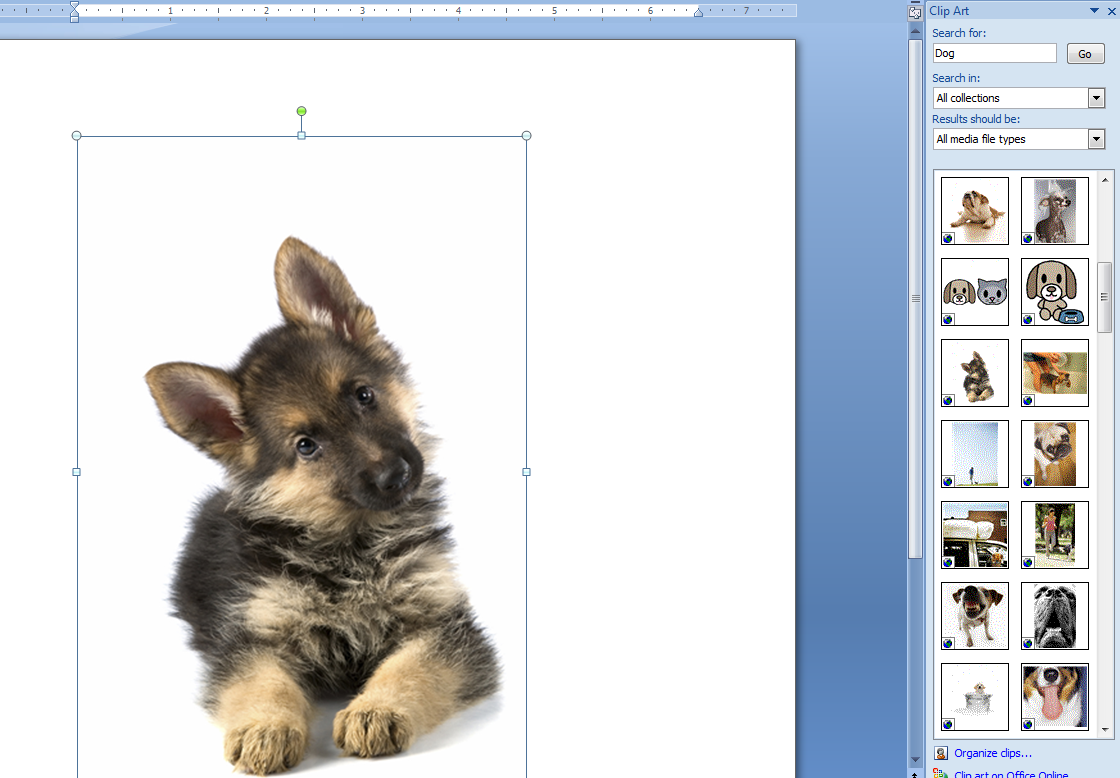 1 2 3 4 5 6 7
Clip Art
Search for:
Dog
Go
Search in:
All collections
Results should be:
All media file types
Organize clips...
Clip art on Office Online